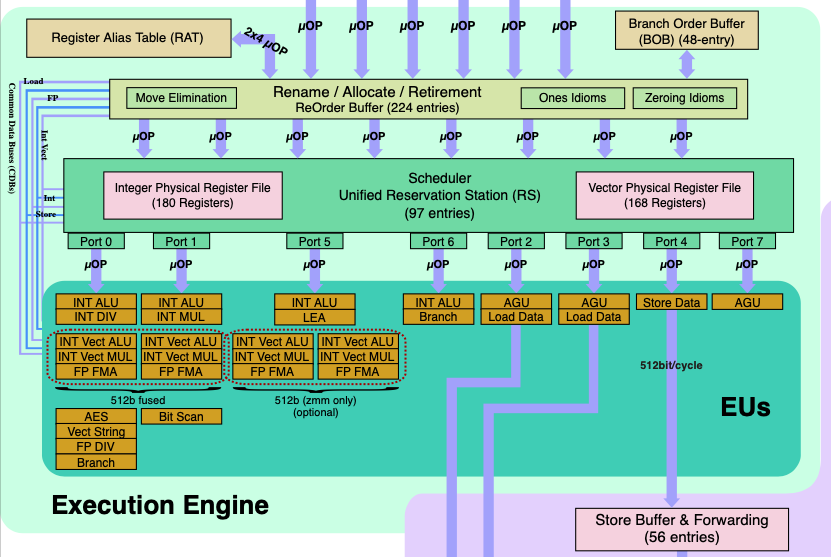 Register Alias Table (RAT)
2x4 µOP
µOP
µOP
µOP
µOP
µOP
µOP
Branch Order Buffer
(BOB) (48-entry)
Load
FP
Common Data Buses (CDBs)
Int Vect
Int
Store
Move Elimination
Rename / Allocate / Retirement
ReOrder Buffer (224 entries)
Ones Idioms
Zeroing Idioms
µOP
µOP
µOP
µOP
µOP
µOP
µOP
µOP
Integer Physical Register File
(180 Registers)
Scheduler
Unified Reservation Station (RS)
(97 entries)
Vector Physical Register File
(168 Registers)
Port 0
Port 1
Port 5
Port 6
Port 2
Port 3
Port 4
Port 7
µOP
µOP
µOP
µOP
µOP
µOP
µOP
µOP
INT ALU
INT DIV
INT ALU
INT MUL
INT ALU
LEA
INT ALU
Branch
AGU
Load Data
AGU
Load Data
Store Data
AGU
INT Vect ALU
INT Vect MUL
FP FMA
INT Vect ALU
INT Vect MUL
FP FMA
INT Vect ALU
INT Vect MUL
FP FMA
INT Vect ALU
INT Vect MUL
FP FMA
512b fused
512b (zmm only)
(optional)
512bit/cycle
AES
Vect String
FP DIV
Branch
Bit Scan
EUs
Execution Engine
Store Buffer & Forwarding
(56 entries)